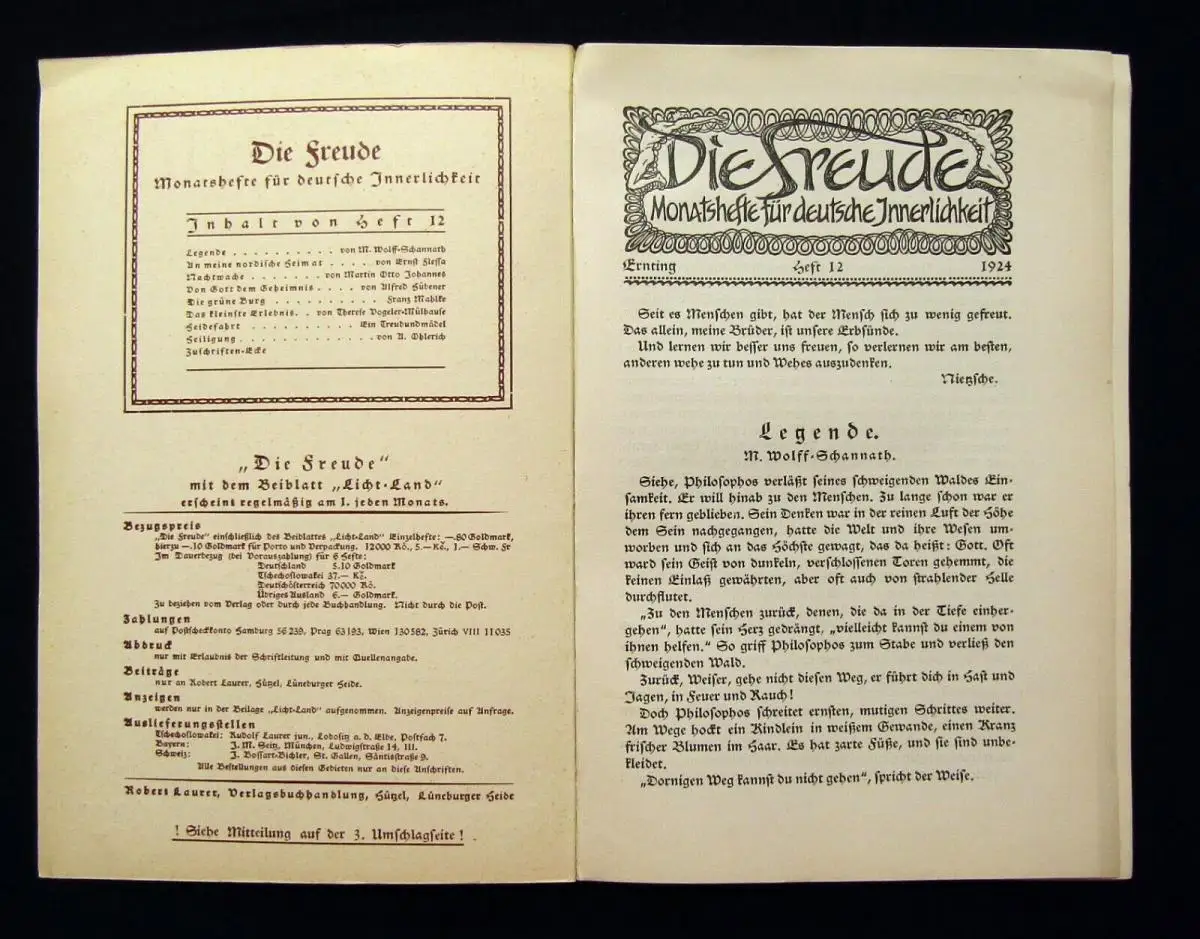 Die Freude
Monatshefte für deutsche Innerlichkeit
Inhalt von Heft 12
Legende . . . . . . . . . . von M. Wolff-Schannath
An meine nordische Heimat . . . . von Ernst Flessa
Nachtwache . . . . . . . von Martin Otto Johannes
Von Gott dem Geheimnis . . . . von Alfred Hübener
Die grüne Burg . . . . . . . . . . Franz Mahlke
Das kleinste Erlebnis. . von Therese Vogeler-Mülhause
Heidefahrt . . . . . . . . . . Ein Treubundmädel
Heiligung . . . . . . . . . . . . . von A. Ohlerich
Zuschriften-Ecke
„Die Freude“
mit dem Beiblatt „Licht-Land“
erscheint regelmäßig am 1. jeden Monats.
Bezugspreis
„Die Freude“ einschließlich des Beiblattes „Licht-Land“ Einzelhefte: —.80 Goldmark,
hierzu —.10 Goldmark für Porto und Verpackung. 12000 Kö., 5.— Kč., 1.— Schw. Fr
Im Dauerbezug (bei Vorauszahlung) für 6 Hefte:
Deutschland 5.10 Goldmark
Tschechoslowakei 37.— Kč.
Deutschösterreich 70000 Kö.
Übriges Ausland 6.— Goldmark.
Zu beziehen vom Verlag oder durch jede Buchhandlung. Nicht durch die Post.
Zahlungen
auf Postscheckkonto Hamburg 56 239, Prag 63 193, Wien 130 582, Zürich VIII 11 035
Abdruck
nur mit Erlaubnis der Schriftleitung und mit Quellenangabe.
Beiträge
nur an Robert Laurer, Hützel, Lüneburger Heide.
Anzeigen
werden nur in der Beilage „Licht-Land“ aufgenommen. Anzeigenpreise auf Anfrage.
Auslieferungsstellen
Tschechoslowakei: Rudolf Laurer jun., Lobositz a. d. Elbe, Postfach 7.
Bayern: J. M. Seitz, München, Ludwigstraße 14, III.
Schweiz: J. Bossart-Bichler, St. Gallen, Säntisstraße 9.
Alle Bestellungen aus diesen Gebieten nur an diese Anschriften.
Robert Laurer, Verlagsbuchhandlung, Hützel, Lüneburger Heide
! Siehe Mitteilung auf der 3. Umschlagseite ! .
Die Freude
Monatshefte für deutsche Innerlichkeit
Ernting Heft 12 1924
Seit es Menschen gibt, hat der Mensch sich zu wenig gefreut.
Das allein, meine Brüder, ist unsere Erbsünde.
Und lernen wir besser uns freuen, so verlernen wir am besten,
anderen wehe zu tun und Wehes auszudenken.
Nietzsche.
Legende.
M. Wolff-Schannath.
Siehe, Philosophos verläßt seines schweigenden Waldes Ein-
samkeit. Er will hinab zu den Menschen. Zu lange schon war er
ihren fern geblieben. Sein Denken war in der reinen Luft der Höhe
dem Sein nachgegangen, hatte die Welt und ihre Wesen um-
worben und sich an das Höchste gewagt, das da heißt: Gott. Oft
ward sein Geist von dunkeln, verschlossenen Toren gehemmt, die
keinen Einlaß gewährten, aber oft auch von strahlender Helle
durchflutet.
„Zu den Menschen zurück, denen, die da in der Tiefe einher-
gehen“, hatte sein Herz gedrängt, „vielleicht kannst du einem von
ihnen helfen.“ So griff Philosophos zum Stabe und verließ den
schweigenden Wald.
Zurück, Weiser, gehe nicht diesen Weg, er führt dich in Hast und
Jagen, in Feuer und Rauch!
Doch Philosophos schreitet ernsten, mutigen Schrittes weiter.
Am Wege hockt ein Kindlein in weißem Gewande, einen Kranz
frischer Blumen im Haar. Es hat zarte Füße, und sie sind unbe-
kleidet.
„Dornigen Weg kannst du nicht gehen“, spricht der Weise.